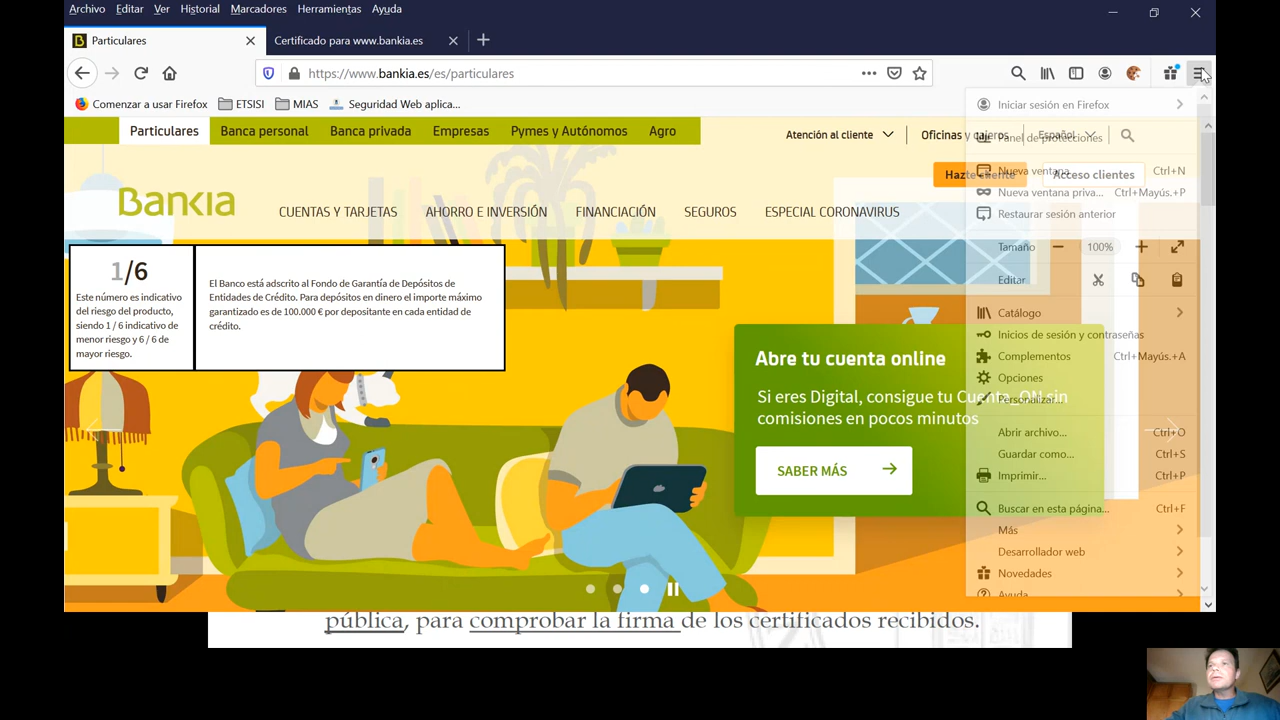 Archivo Editar Ver Historial Marcadores Herramientas Ayuda
Particulares
Certificado para www.bankia.es
https://www.bankia.es/es/particulares
Comenzar a usar Firefox ETSISI MIAS Seguridad Web aplica...
Particulares Banca personal Banca privada Empresas Pymes y Autónomos Agro
Atención al cliente Oficinas y cajeros Español
Hazte cliente Acceso clientes
Bankia
CUENTAS Y TARJETAS AHORRO E INVERSIÓN FINANCIACIÓN SEGUROS ESPECIAL CORONAVIRUS
1/6
Este número es indicativo
del riesgo del producto,
siendo 1 / 6 indicativo de
menor riesgo y 6 / 6 de
mayor riesgo.
El Banco está adscrito al Fondo de Garantía de Depósitos de
Entidades de Crédito. Para depósitos en dinero el importe máximo
garantizado es de 100.000 € por depositante en cada entidad de
crédito.
Abre tu cuenta online
Si eres Digital, consigue tu Cuenta_ON sin
comisiones en pocos minutos
SABER MÁS
Iniciar sesión en Firefox
Panel de protecciones
Nueva ventana Ctrl+N
Nueva ventana priva... Ctrl+Mayús.+P
Restaurar sesión anterior
Tamaño 100%
Editar
Catálogo
Inicios de sesión y contraseñas
Complementos Ctrl+Mayús.+A
Opciones
Personalizar...
Abrir archivo... Ctrl+O
Guardar como... Ctrl+S
Imprimir... Ctrl+P
Buscar en esta página... Ctrl+F
Más
Desarrollador web
Novedades
Ayuda
pública, para comprobar la firma de los certificados recibidos.